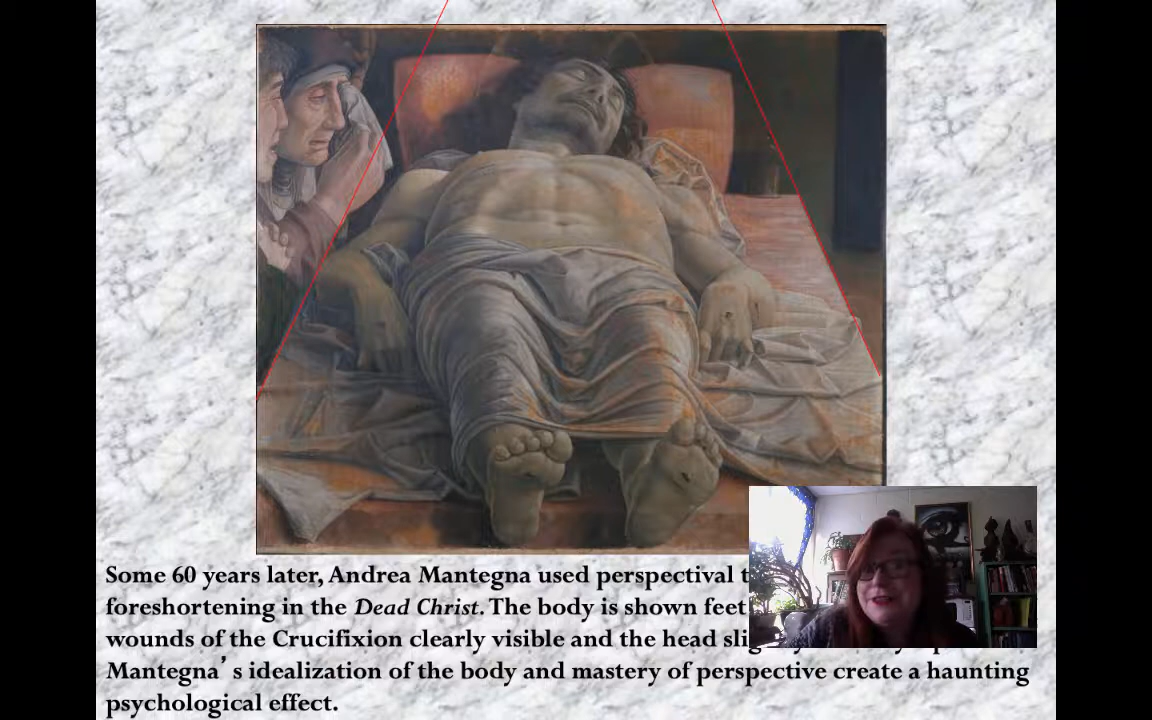 Some 60 years later, Andrea Mantegna used perspectival
foreshortening in the Dead Christ. The body is shown feet
wounds of the Crucifixion clearly visible and the head
Mantegna's idealization of the body and mastery of perspective create a haunting
psychological effect.